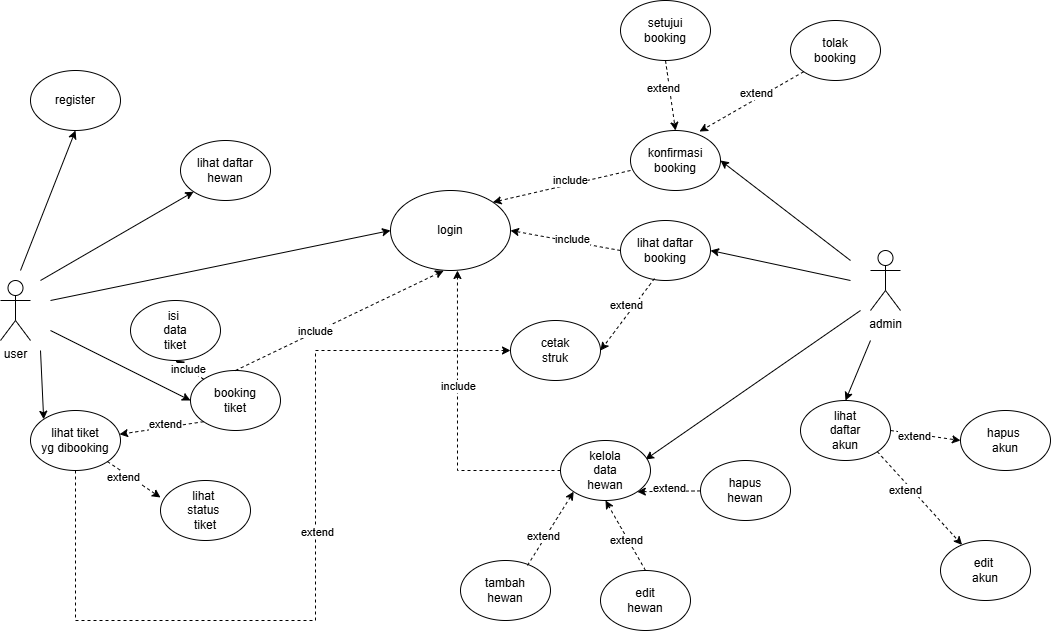 setujui
booking
tolak
booking
extend
extend
register
lihat daftar
hewan
konfirmasi
booking
include
login
include
lihat daftar
booking
user
admin
isi
data
tiket
include
extend
include
cetak
struk
booking
tiket
include
extend
lihat tiket
yg dibooking
extend
lihat
status
tiket
extend
kelola
data
hewan
extend
hapus
hewan
extend
extend
tambah
hewan
edit
hewan
lihat
daftar
akun
extend
hapus
akun
extend
edit
akun